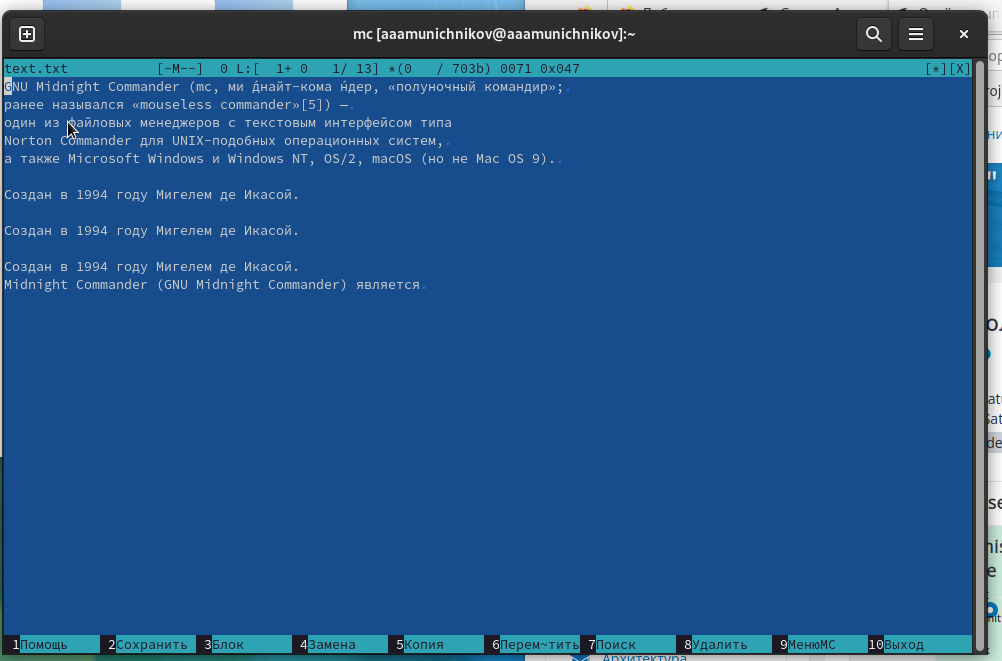 mc [aaamunichnikov@aaamunichnikov]:~
text.txt [-M--] 0 L:[ 1+ 0 1/ 13] *(0 / 703b) 0071 0x047 [*][X]
GNU Midnight Commander (mc, ми ́днайт-кома ́ндер, «полуночный командир»;.
ранее назывался «mouseless commander»[5]) —.
один из файловых менеджеров с текстовым интерфейсом типа
Norton Commander для UNIX-подобных операционных систем,.
а также Microsoft Windows и Windows NT, OS/2, macOS (но не Mac OS 9)..
Создан в 1994 году Мигелем де Икасой.
Создан в 1994 году Мигелем де Икасой.
Создан в 1994 году Мигелем де Икасой.
Midnight Commander (GNU Midnight Commander) является.
1Помощь 2Сохранить 3Блок 4Замена 5Копия 6Перем~тить 7Поиск 8Удалить 9МенюMC 10Выход
Архитектура